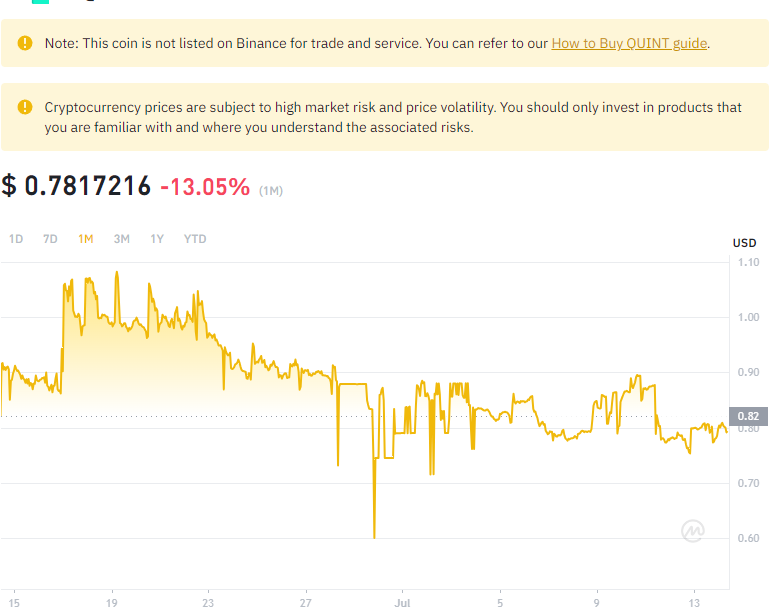 Note: This coin is not listed on Binance for trade and service. You can refer to our How to Buy QUINT guide.
Cryptocurrency prices are subject to high market risk and price volatility. You should only invest in products that
you are familiar with and where you understand the associated risks.
$ 0.7817216 -13.05% (1M)
1D 7D 1M 3M 1Y YTD
USD
1.10
1.00
0.90
0.82
0.80
0.70
0.60
15 19 23 27 Jul 5 9 13